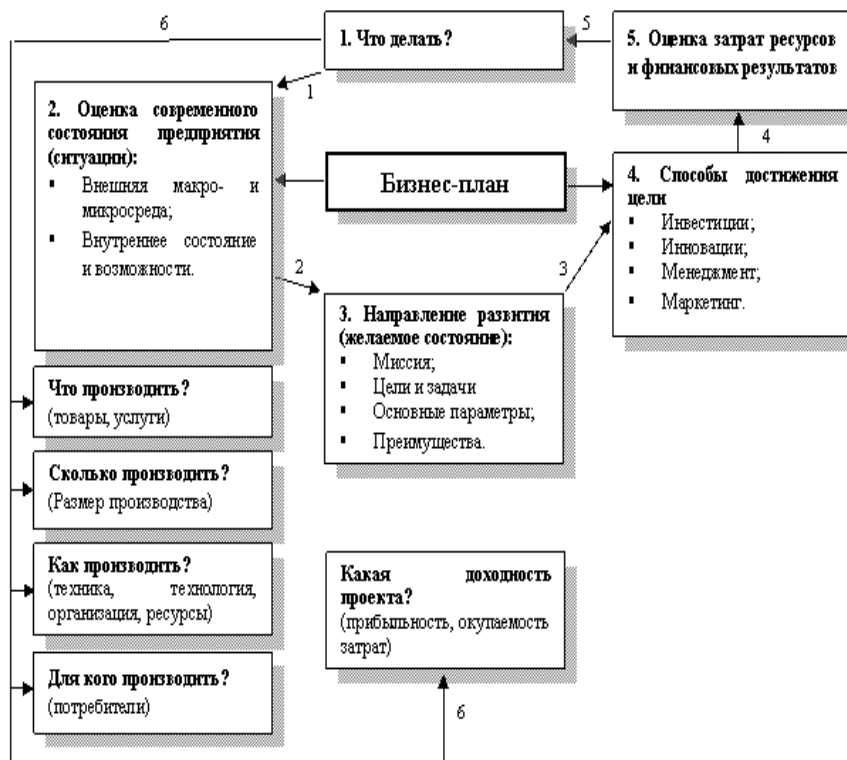 6
1. Что делать?
5
5. Оценка затрат ресурсов
и финансовых результатов
1
4
2. Оценка современного
состояния предприятия
(ситуации):
▪ Внешняя макро- и
микросреда;
▪ Внутреннее состояние
и возможности.
Бизнес-план
4. Способы достижения
цели
▪ Инвестиции;
▪ Инновации;
▪ Менеджмент;
▪ Маркетинг.
2
3
3. Направление развития
(желаемое состояние):
▪ Миссия;
▪ Цели и задачи
▪ Основные параметры;
▪ Преимущества.
Что производить?
(товары, услуги)
Сколько производить?
(Размер производства)
Как производить?
(техника, технология,
организация, ресурсы)
Какая доходность
проекта?
(прибыльность, окупаемость
затрат)
Для кого производить?
(потребители)
6